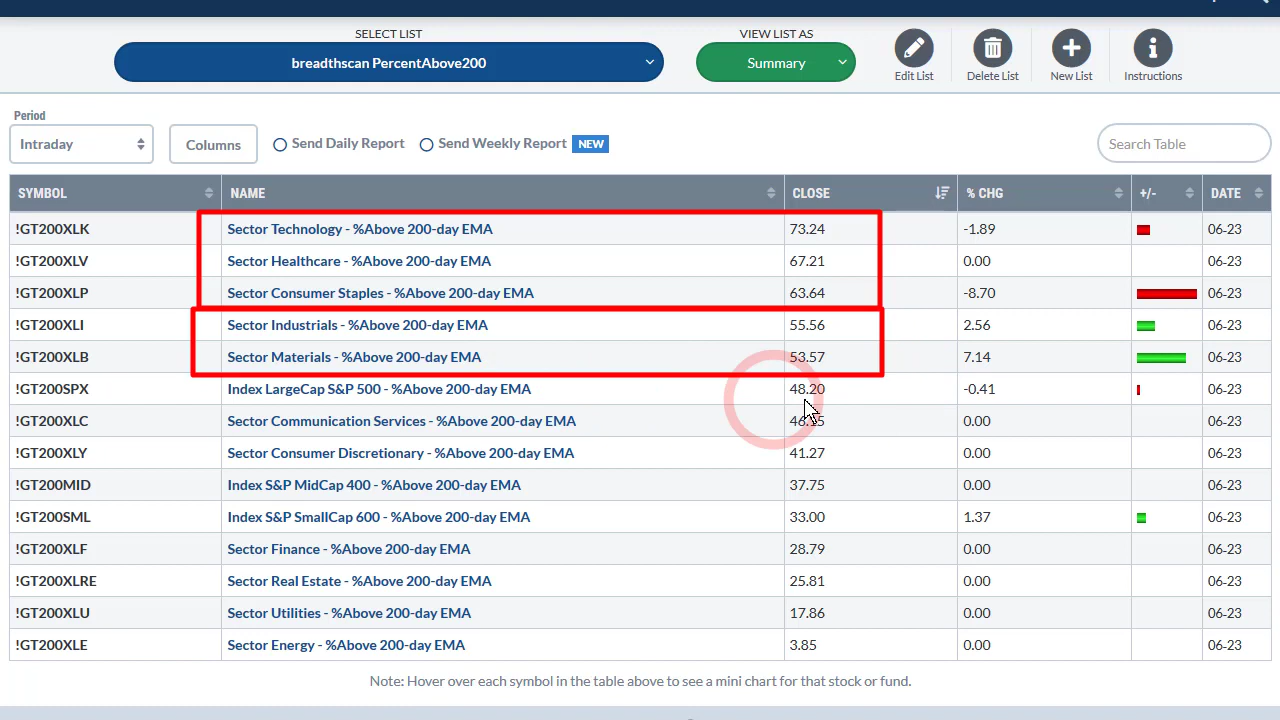 SELECT LIST
breadthscan PercentAbove200
VIEW LIST AS
Summary
Edit List
Delete List
New List
Instructions
Period
Intraday
Columns
Send Daily Report
Send Weekly Report NEW
Search Table
SYMBOL NAME CLOSE % CHG +/- DATE
!GT200XLK Sector Technology - %Above 200-day EMA 73.24 -1.89 06-23
!GT200XLV Sector Healthcare - %Above 200-day EMA 67.21 0.00 06-23
!GT200XLP Sector Consumer Staples - %Above 200-day EMA 63.64 -8.70 06-23
!GT200XLI Sector Industrials - %Above 200-day EMA 55.56 2.56 06-23
!GT200XLB Sector Materials - %Above 200-day EMA 53.57 7.14 06-23
!GT200SPX Index LargeCap S&P 500 - %Above 200-day EMA 48.20 -0.41 06-23
!GT200XLC Sector Communication Services - %Above 200-day EMA 0.00 06-23
!GT200XLY Sector Consumer Discretionary - %Above 200-day EMA 41.27 0.00 06-23
!GT200MID Index S&P MidCap 400 - %Above 200-day EMA 37.75 0.00 06-23
!GT200SML Index S&P SmallCap 600 - %Above 200-day EMA 33.00 1.37 06-23
!GT200XLF Sector Finance - %Above 200-day EMA 28.79 0.00 06-23
!GT200XLRE Sector Real Estate - %Above 200-day EMA 25.81 0.00 06-23
!GT200XLU Sector Utilities - %Above 200-day EMA 17.86 0.00 06-23
!GT200XLE Sector Energy - %Above 200-day EMA 3.85 0.00 06-23
Note: Hover over each symbol in the table above to see a mini chart for that stock or fund.